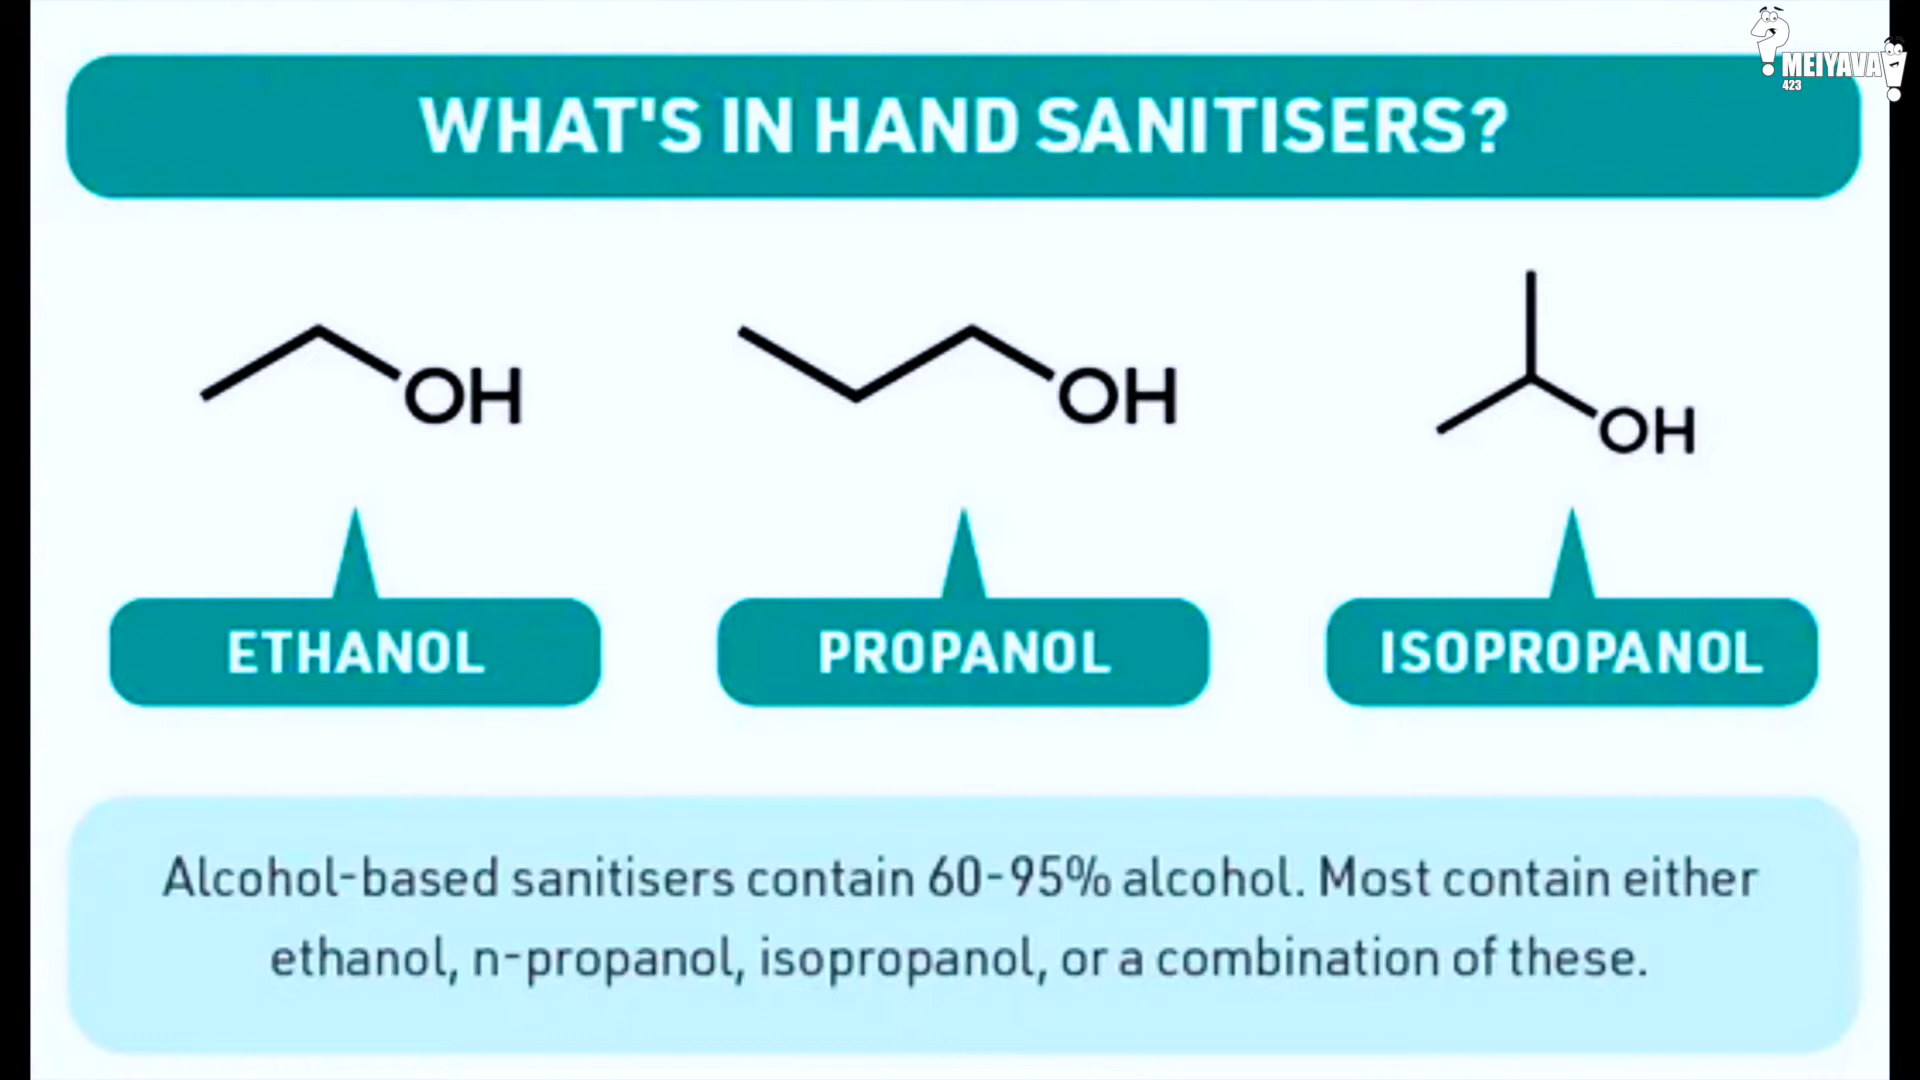 MEIYAVA
423
WHAT'S IN HAND SANITISERS?
OH
OH
OH
ETHANOL
PROPANOL
ISOPROPANOL
Alcohol-based sanitisers contain 60-95% alcohol. Most contain either
ethanol, n-propanol, isopropanol, or a combination of these.